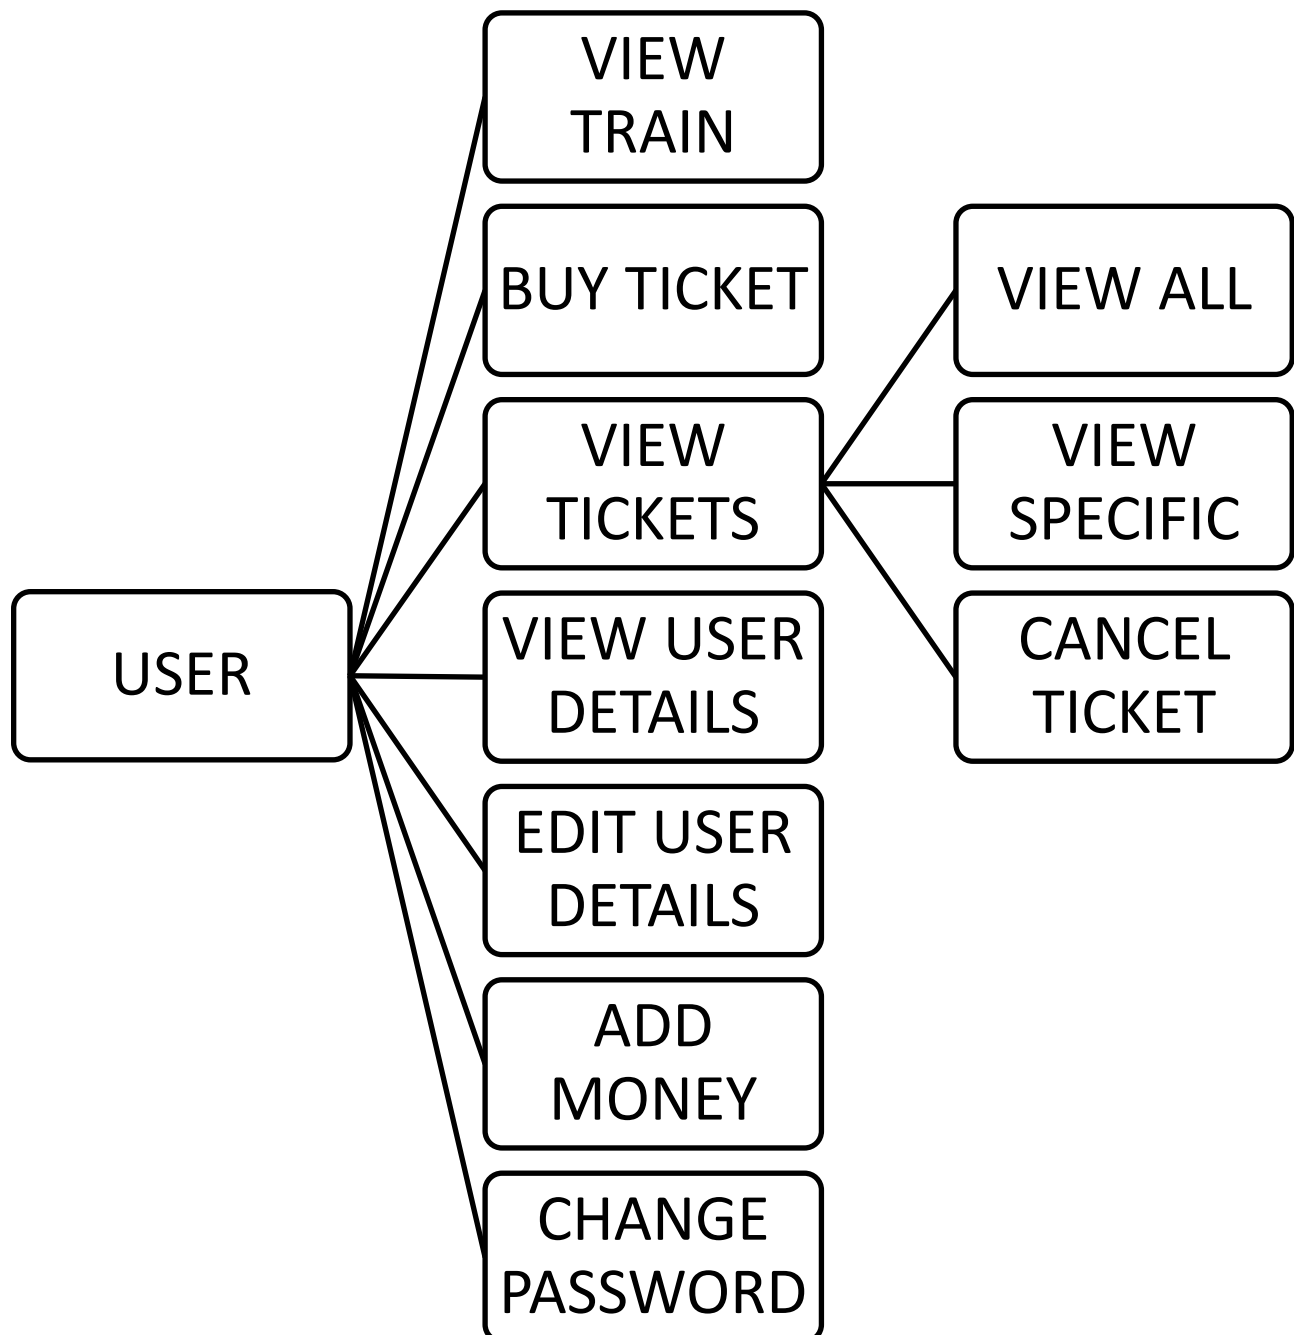 VIEW
TRAIN
BUY TICKET
VIEW ALL
VIEW
TICKETS
VIEW
SPECIFIC
USER
VIEW USER
DETAILS
CANCEL
TICKET
EDIT USER
DETAILS
ADD
MONEY
CHANGE
PASSWORD